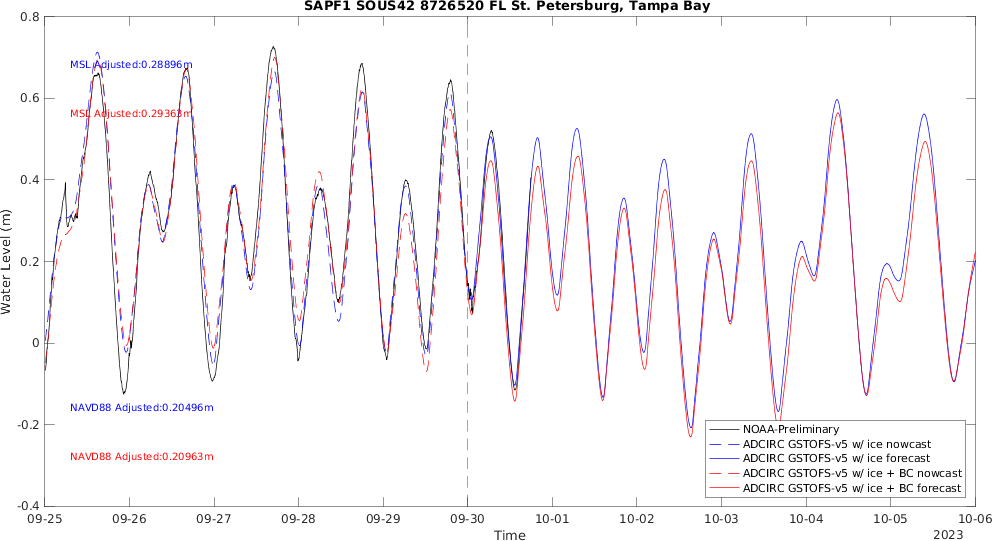 SAPF1 SOUS42 8726520 FL St. Petersburg, Tampa Bay
0.8
0.6
0.4
0.2
0
-0.2
-0.4
Water Level (m)
MSL Adjusted:0.28896m
MSL Adjusted:0.29363m
NAVD88 Adjusted:0.20496m
NAVD88 Adjusted:0.20963m
NOAA-Preliminary
ADCIRC GSTOFS-v5 w/ ice nowcast
ADCIRC GSTOFS-v5 w/ ice forecast
ADCIRC GSTOFS-v5 w/ ice + BC nowcast
ADCIRC GSTOFS-v5 w/ ice + BC forecast
09-25 09-26 09-27 09-28 09-29 09-30 10-01 10-02 10-03 10-04 10-05 10-06
Time
2023